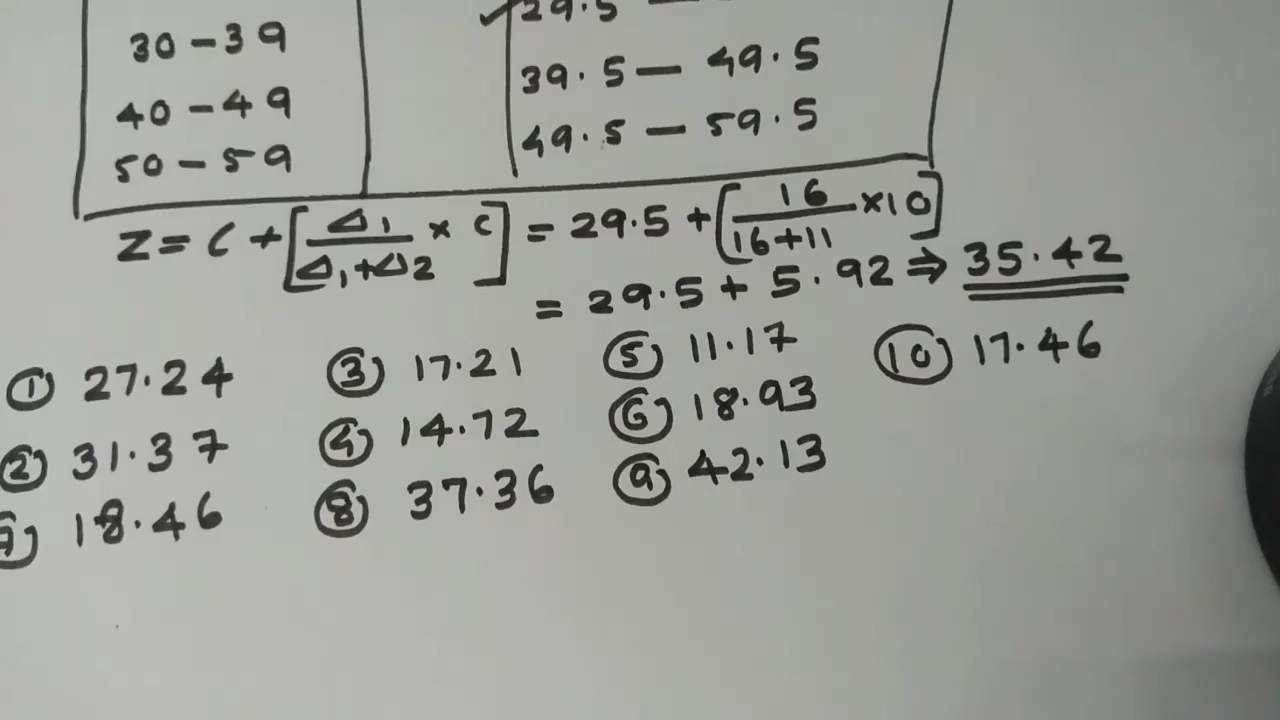 29.5 —
30 - 39
39.5 — 49.5
40 - 49
49.5 — 59.5
50 - 59
Z = l + [Δ1 / Δ1+Δ2 × c] = 29.5 + [16 / 16+11 ×10]
= 29.5 + 5.92 ⇒ 35.42
① 27.24 ③ 17.21 ⑤ 11.17 ⑩ 17.46
② 31.37 ④ 14.72 ⑥ 18.93
⑦ 18.46 ⑧ 37.36 ⑨ 42.13